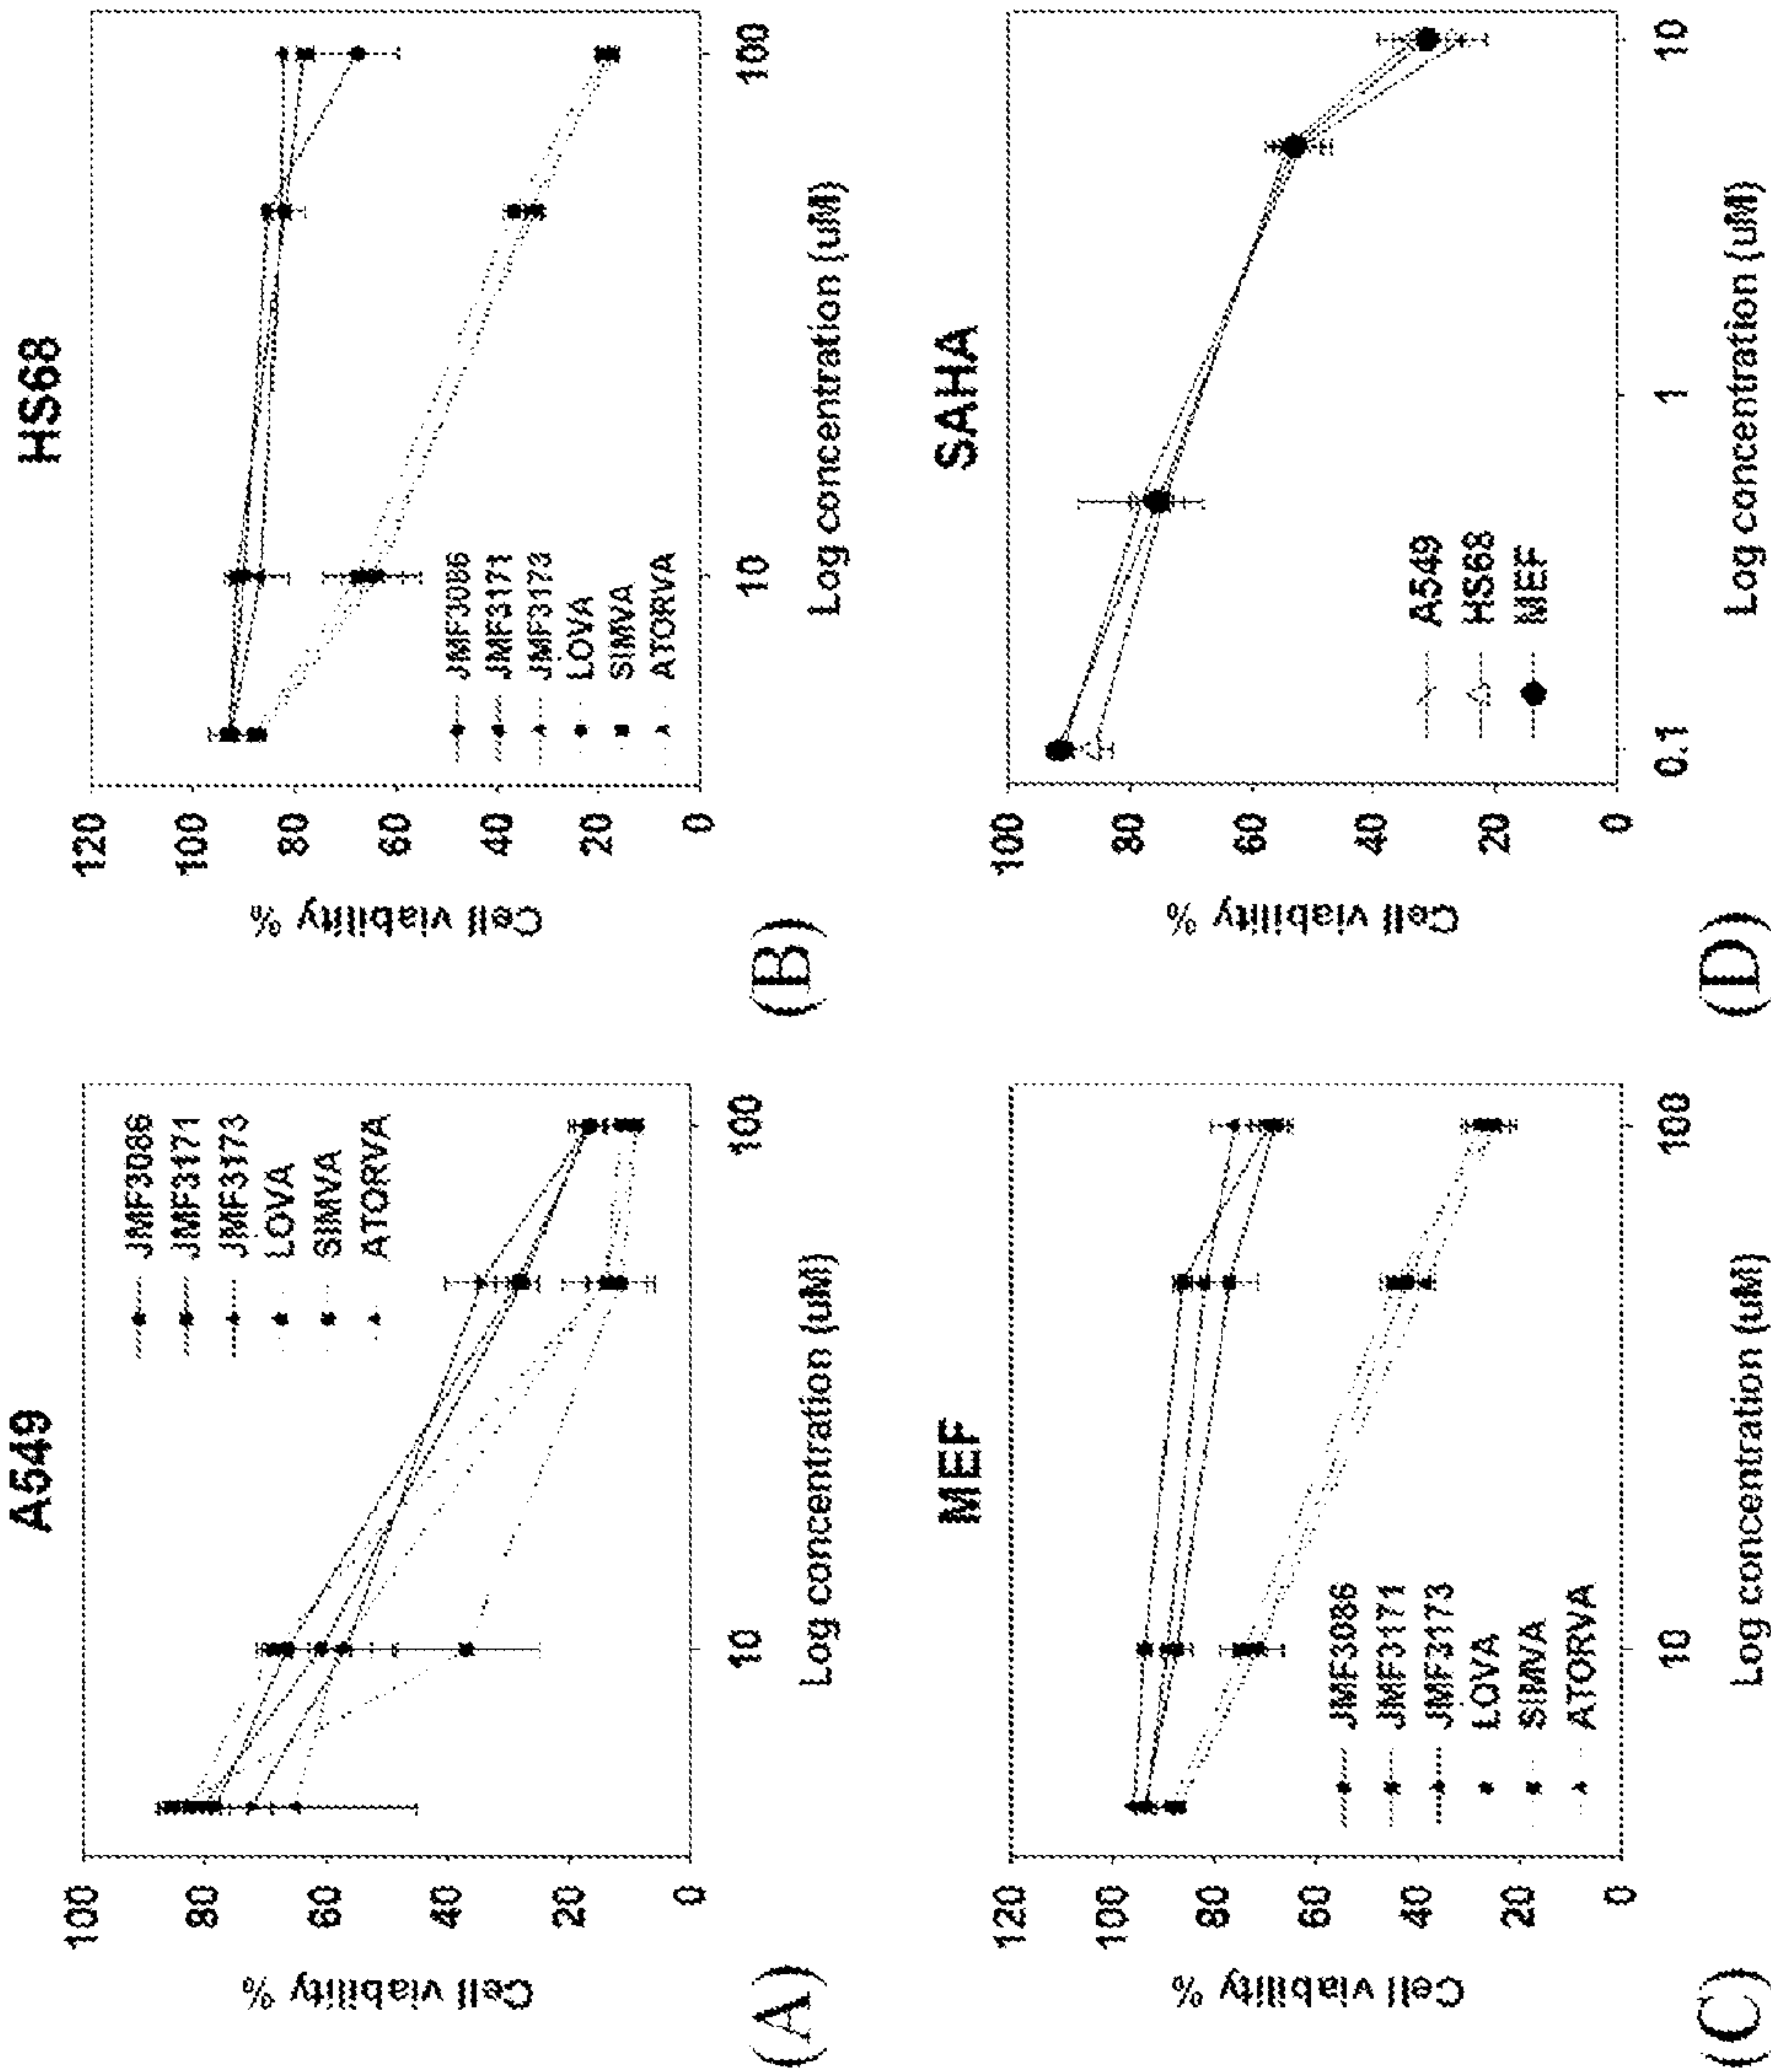 A549
100
80
60
40
20
0
Cell viability %
JMF3086
JMF3171
JMF3173
LOVA
SIMVA
ATORVA
10
100
Log concentration (uM)
(A)
HS68
120
100
80
60
40
20
0
Cell viability %
JMF3086
JMF3171
JMF3173
LOVA
SIMVA
ATORVA
10
100
Log concentration (uM)
(B)
MEF
120
100
80
60
40
20
0
Cell viability %
JMF3086
JMF3171
JMF3173
LOVA
SIMVA
ATORVA
10
100
Log concentration (uM)
(C)
SAHA
100
80
60
40
20
0
Cell viability %
A549
HS68
MEF
0.1
1
10
Log concentration (uM)
(D)